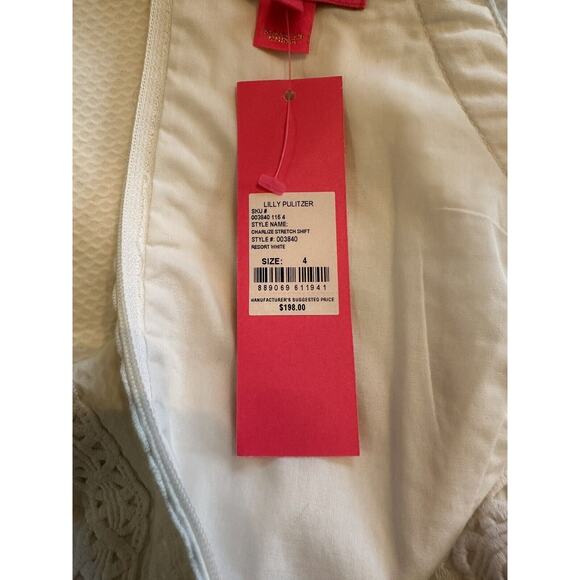 LILLY PULITZER
SKU #
003840 115 4
STYLE NAME:
CHARLIZE STRETCH SHIFT
STYLE #: 003840
RESORT WHITE
SIZE: 4
889069 611941
MANUFACTURER'S SUGGESTED PRICE
$198.00